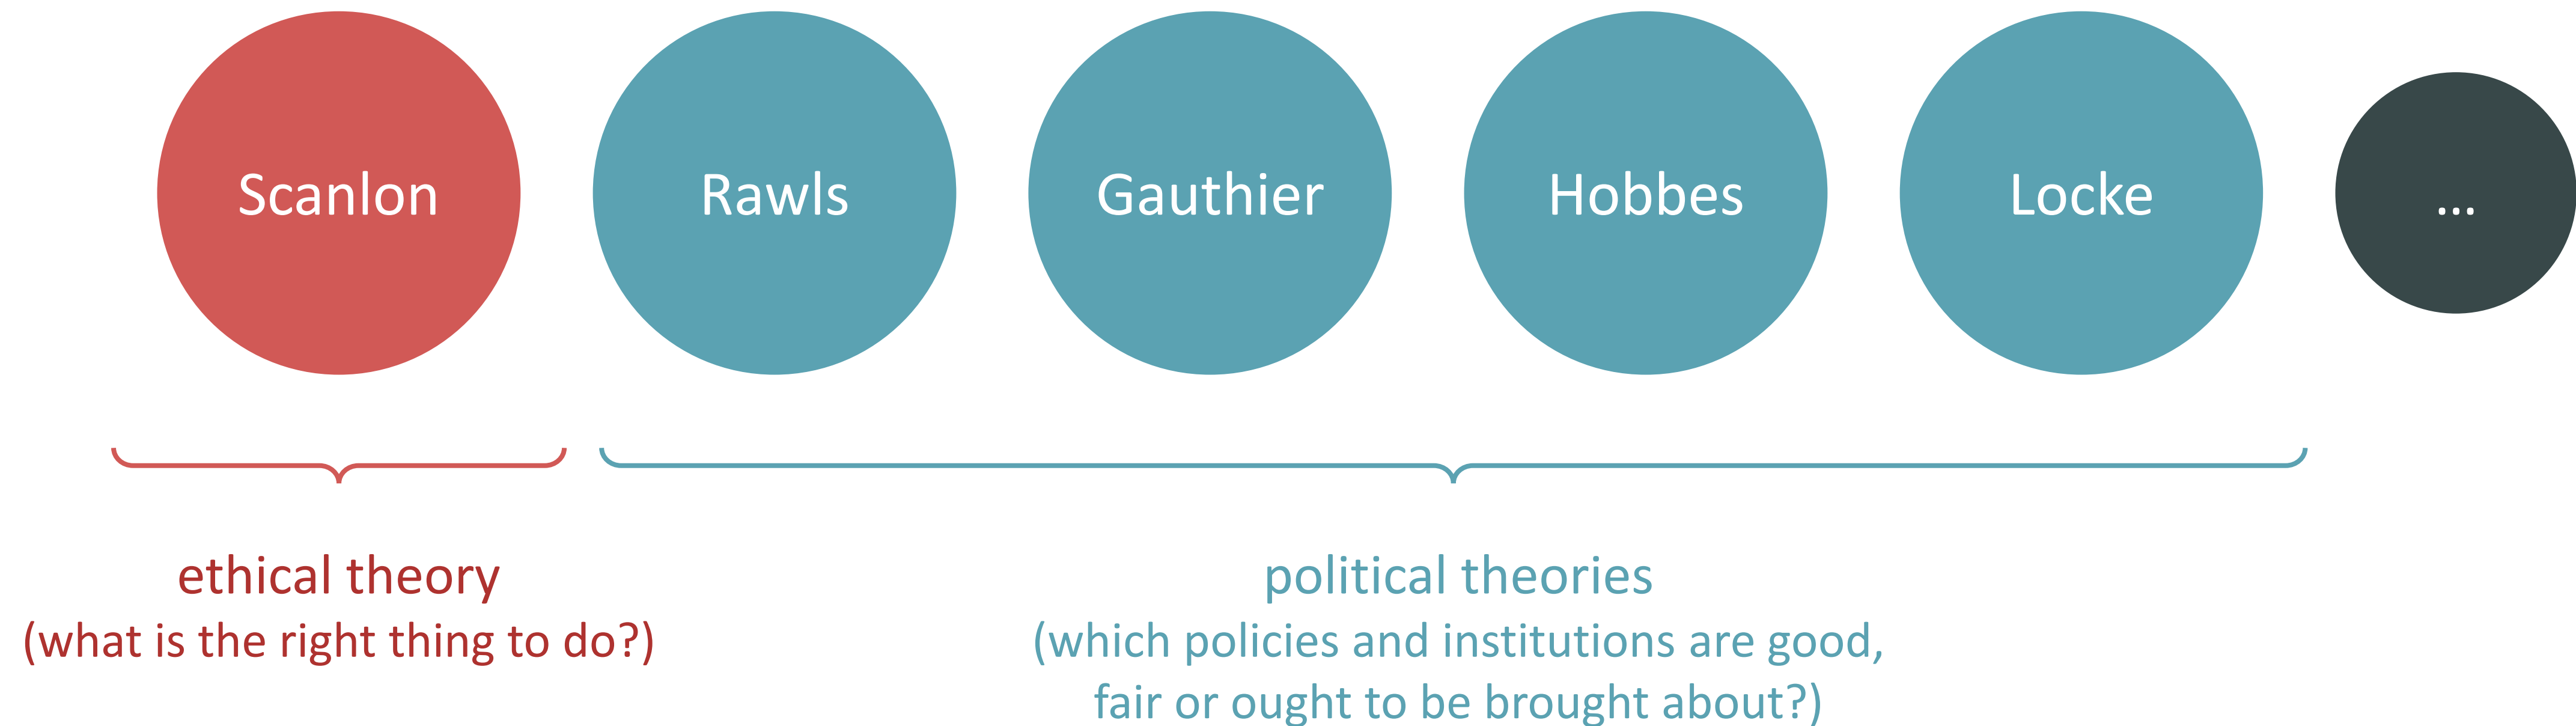 Scanlon
Rawls
Gauthier
Hobbes
Locke
...
ethical theory
(what is the right thing to do?)
political theories
(which policies and institutions are good,
fair or ought to be brought about?)